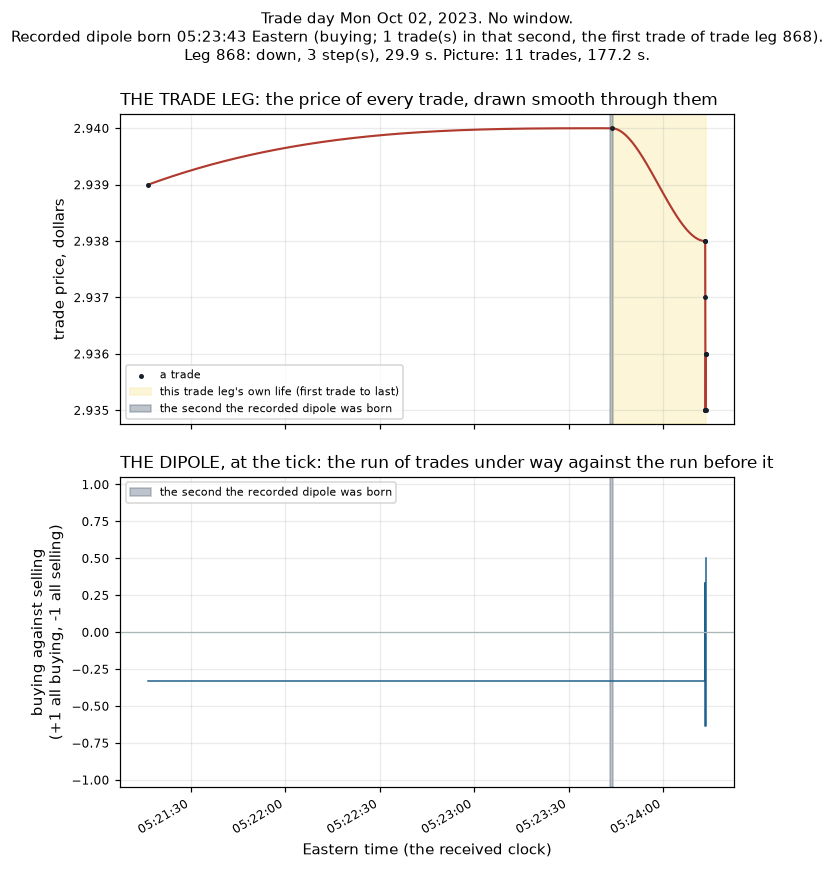 Trade day Mon Oct 02, 2023. No window.
Recorded dipole born 05:23:43 Eastern (buying; 1 trade(s) in that second, the first trade of trade leg 868).
Leg 868: down, 3 step(s), 29.9 s. Picture: 11 trades, 177.2 s.
THE TRADE LEG: the price of every trade, drawn smooth through them
trade price, dollars
2.940
2.939
2.938
2.937
2.936
2.935
a trade
this trade leg's own life (first trade to last)
the second the recorded dipole was born
THE DIPOLE, at the tick: the run of trades under way against the run before it
buying against selling
(+1 all buying, -1 all selling)
1.00
0.75
0.50
0.25
0.00
−0.25
−0.50
−0.75
−1.00
the second the recorded dipole was born
05:21:30
05:22:00
05:22:30
05:23:00
05:23:30
05:24:00
Eastern time (the received clock)